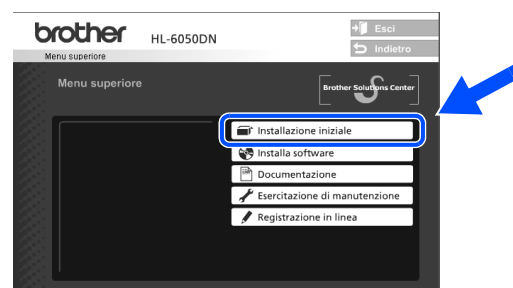 brother
HL-6050DN
Esci
Indietro
Menu superiore
Menu superiore
Brother Solutions Center
Installazione iniziale
Installa software
Documentazione
Esercitazione di manutenzione
Registrazione in linea